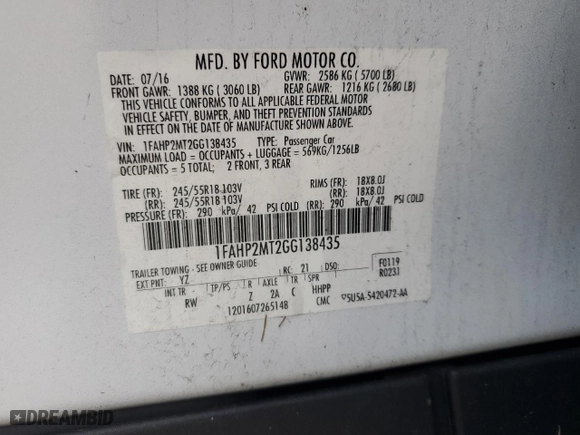 MFD. BY FORD MOTOR CO.
DATE: 07/16 GVWR: 2586 KG ( 5700 LB)
FRONT GAWR: 1388 KG ( 3060 LB) REAR GAWR: 1216 KG ( 2680 LB)
THIS VEHICLE CONFORMS TO ALL APPLICABLE FEDERAL MOTOR
VEHICLE SAFETY, BUMPER, AND THEFT PREVENTION STANDARDS
IN EFFECT ON THE DATE OF MANUFACTURE SHOWN ABOVE.
VIN: 1FAHP2MT2GG138435 TYPE: Passenger Car
MAXIMUM LOAD = OCCUPANTS + LUGGAGE = 569KG/1256LB
OCCUPANTS = 5 TOTAL; 2 FRONT, 3 REAR
TIRE (FR): 245/55R18 103V RIMS (FR): 18X8.0J
(RR): 245/55R18 103V (RR): 18X8.0J
PRESSURE (FR): 290 kPa/ 42 PSI COLD (RR): 290 kPa/ 42 PSI COLD
1FAHP2MT2GG138435
TRAILER TOWING - SEE OWNER GUIDE
EXT PNT: YZ RC: 21 DSO: F0119
INT TR TP/PS R AXLE TR SPR R0231
RW Z 2A C HHPP
1201607265148 CMC 5U5A-5420472-AA
DREAMBID